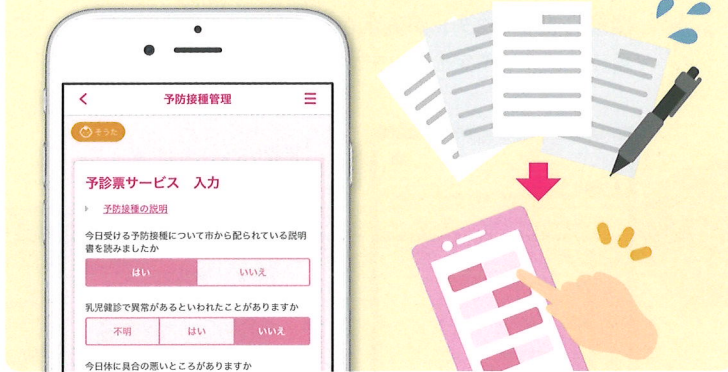 予防接種管理
そうた
予診票サービス 入力
予防接種の説明
今日受ける予防接種について市から配られている説明
書を読みましたか
はい いいえ
乳児健診で異常があるといわれたことがありますか
不明 はい いいえ
今日体に具合の悪いところがありますか